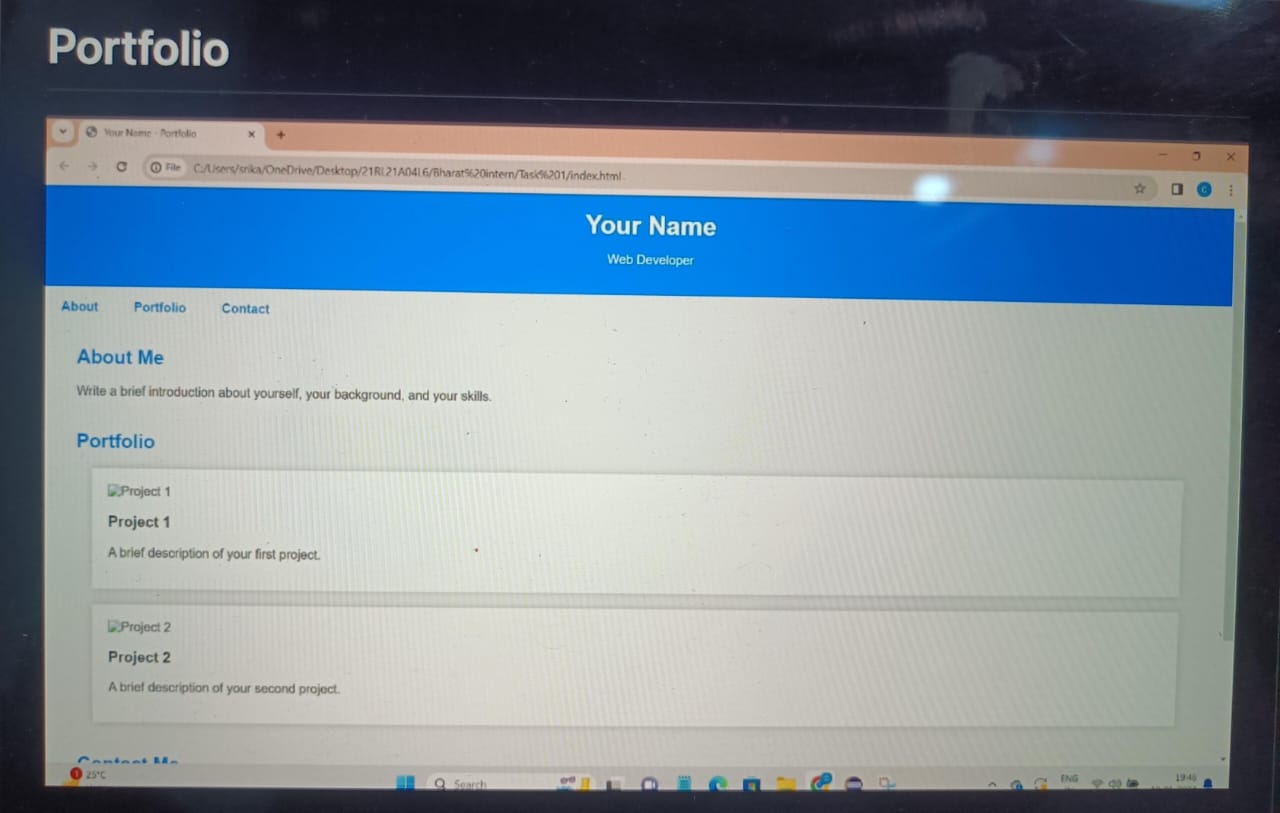 Portfolio
Your Name - Portfolio
File C:/Users/srika/OneDrive/Desktop/21RL21A04L6/Bharat%20intern/Task%201/index.html
Your Name
Web Developer
About Portfolio Contact
About Me
Write a brief introduction about yourself, your background, and your skills.
Portfolio
Project 1
Project 1
A brief description of your first project.
Project 2
Project 2
A brief description of your second project.
Contact Me
1
25°C
Search
ENG
19:46